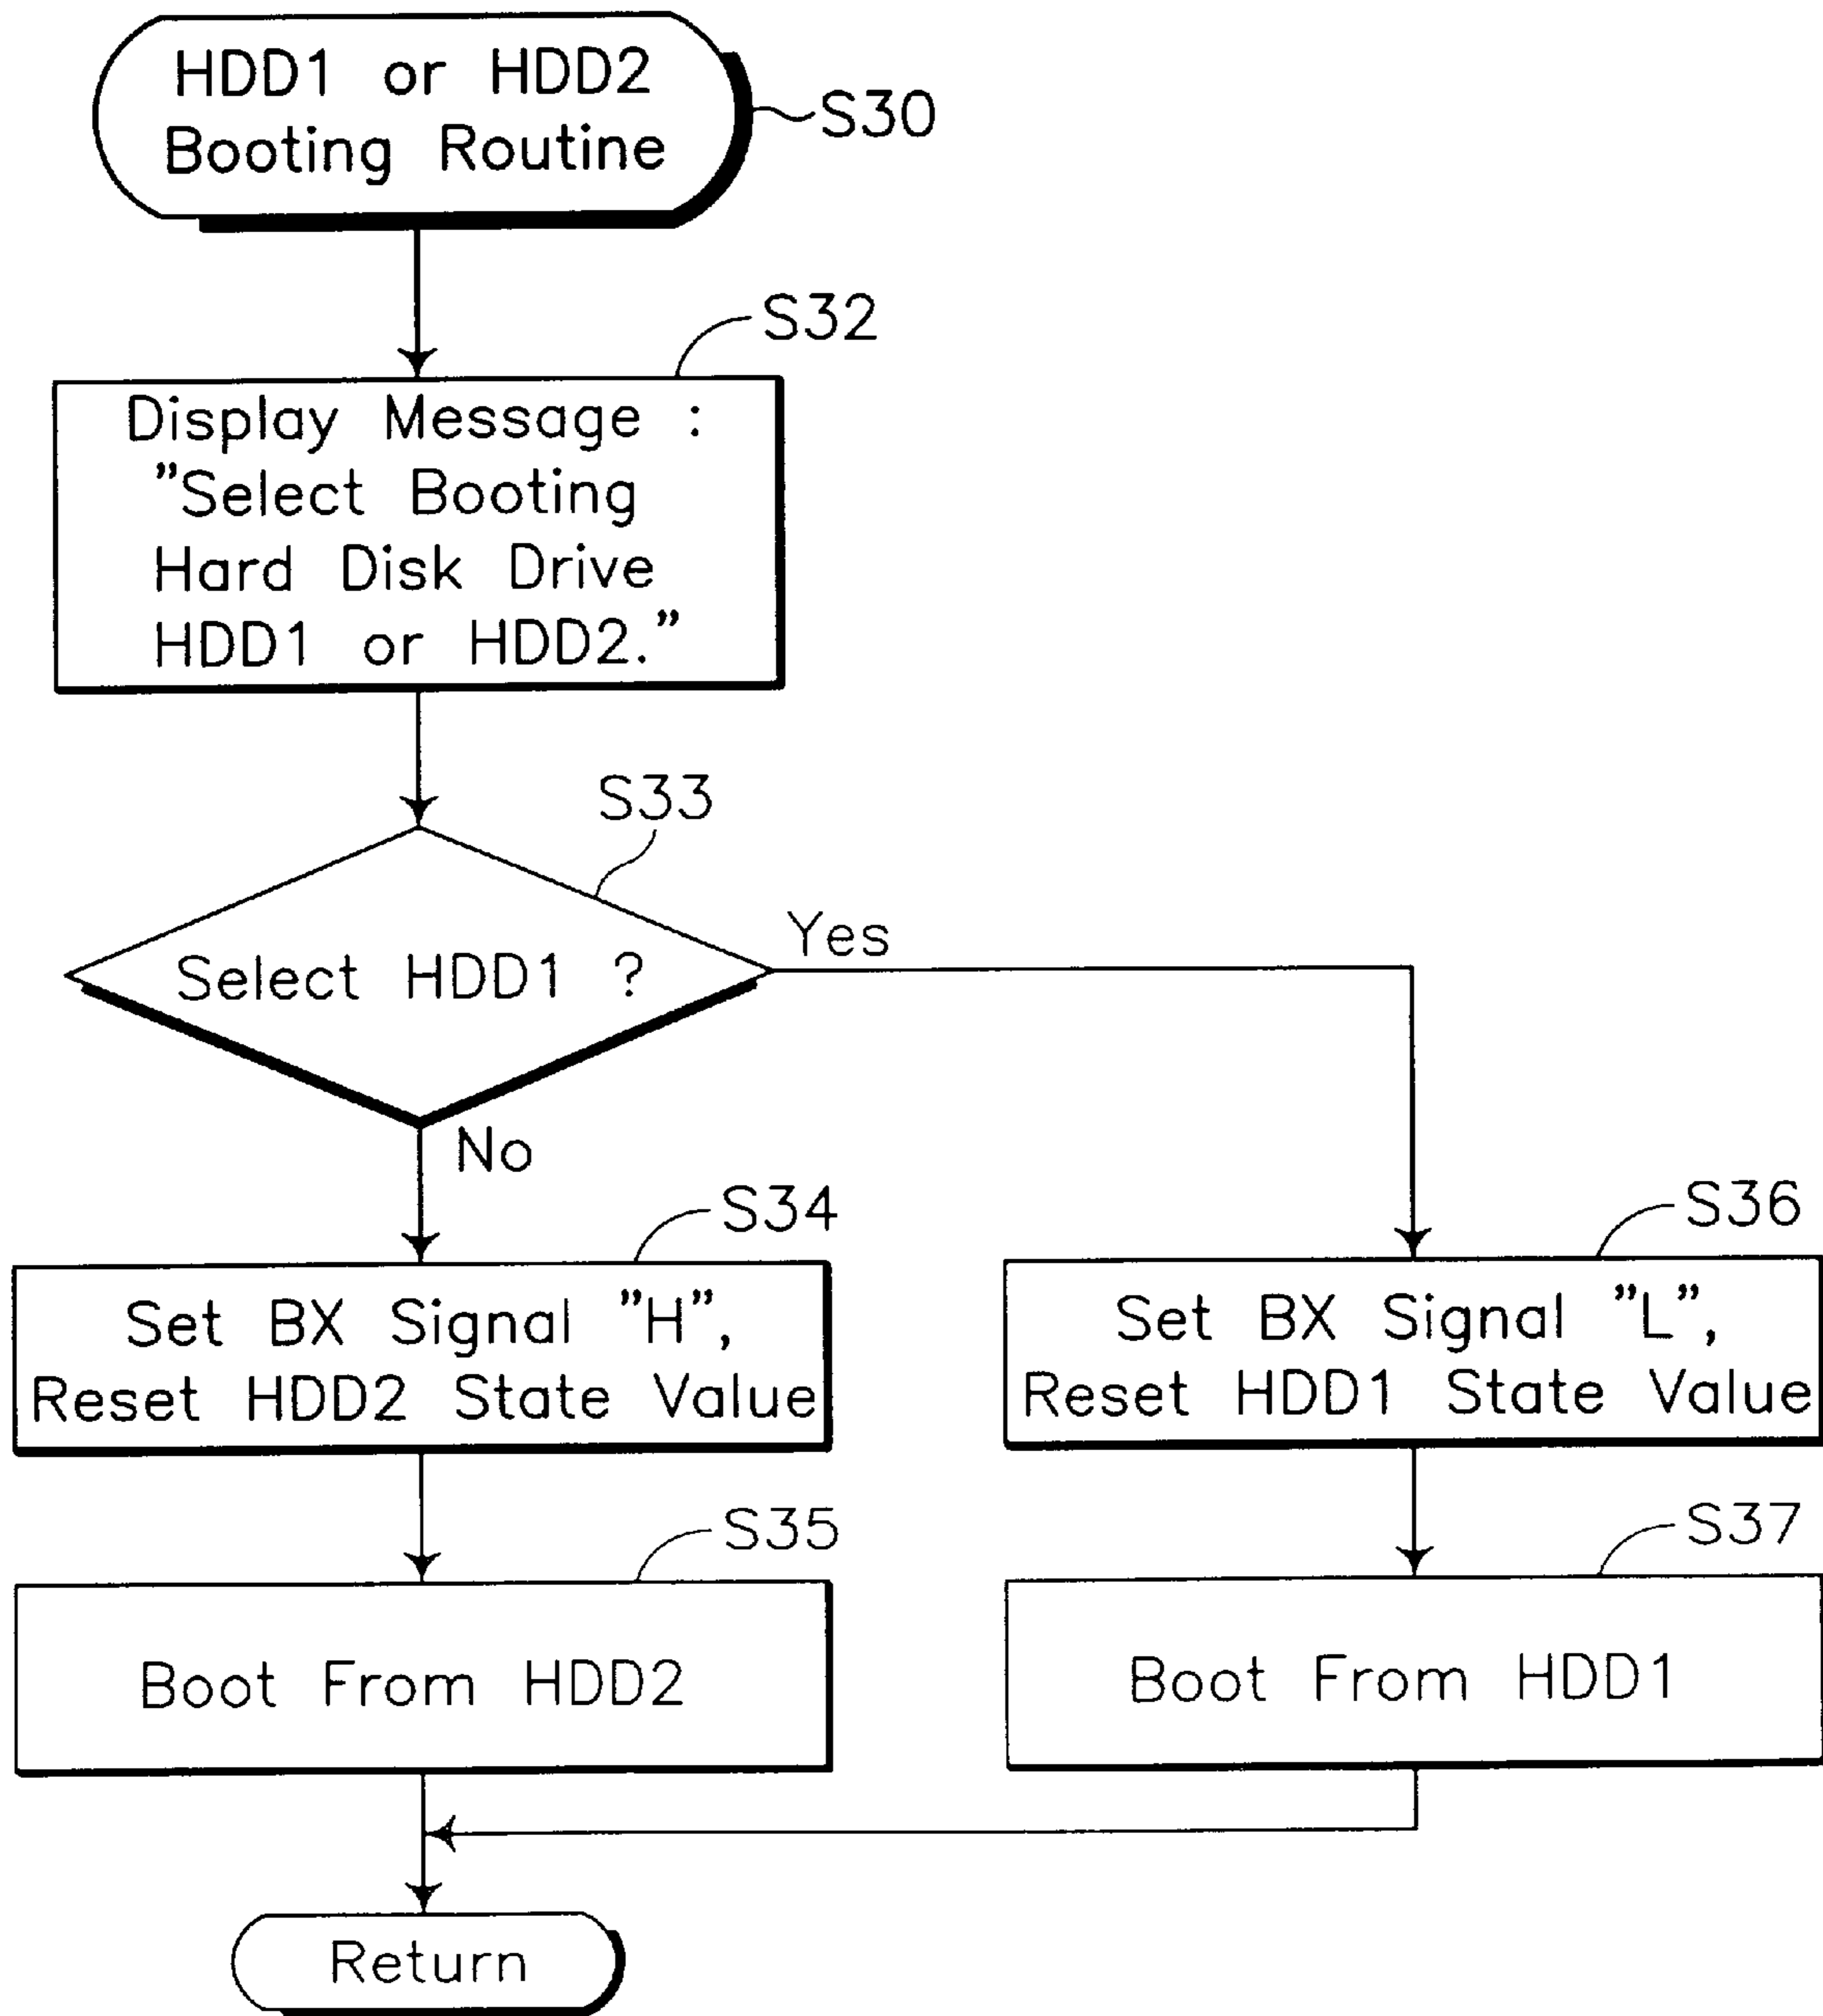 HDD1 or HDD2
Booting Routine
S30
S32
Display Message :
"Select Booting
Hard Disk Drive
HDD1 or HDD2."
S33
Select HDD1 ?
Yes
No
S34
Set BX Signal "H",
Reset HDD2 State Value
S36
Set BX Signal "L",
Reset HDD1 State Value
S35
Boot From HDD2
S37
Boot From HDD1
Return